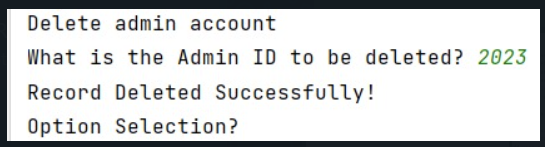 Delete admin account
What is the Admin ID to be deleted? 2023
Record Deleted Successfully!
Option Selection?